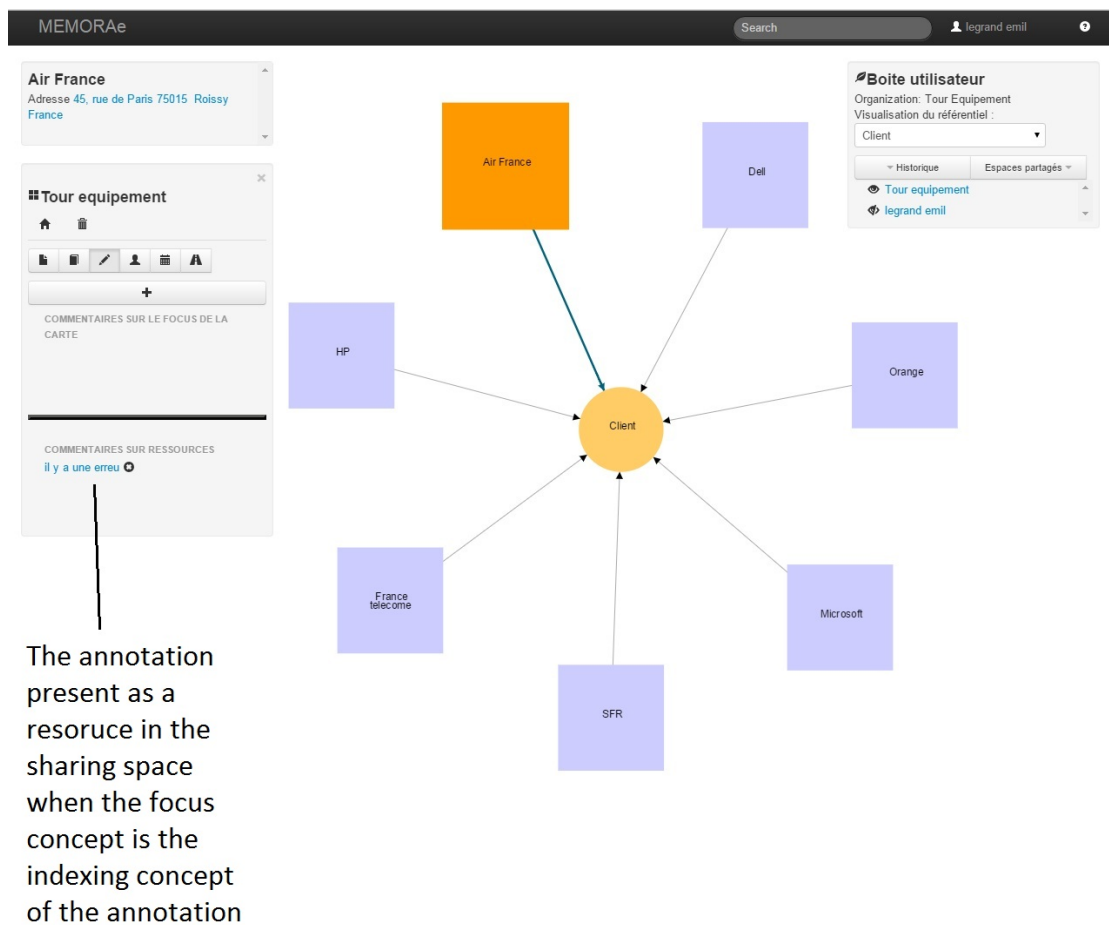 MEMORAe
Search
legrand emil
Air France
Adresse 45, rue de Paris 75015 Roissy
France
Tour equipement
COMMENTAIRES SUR LE FOCUS DE LA
CARTE
COMMENTAIRES SUR RESSOURCES
il y a une erreu
The annotation
present as a
resoruce in the
sharing space
when the focus
concept is the
indexing concept
of the annotation
Air France
Dell
HP
Orange
Client
France
telecome
Microsoft
SFR
Boite utilisateur
Organization: Tour Equipement
Visualisation du référentiel :
Client
Historique
Espaces partagés
Tour equipement
legrand emil